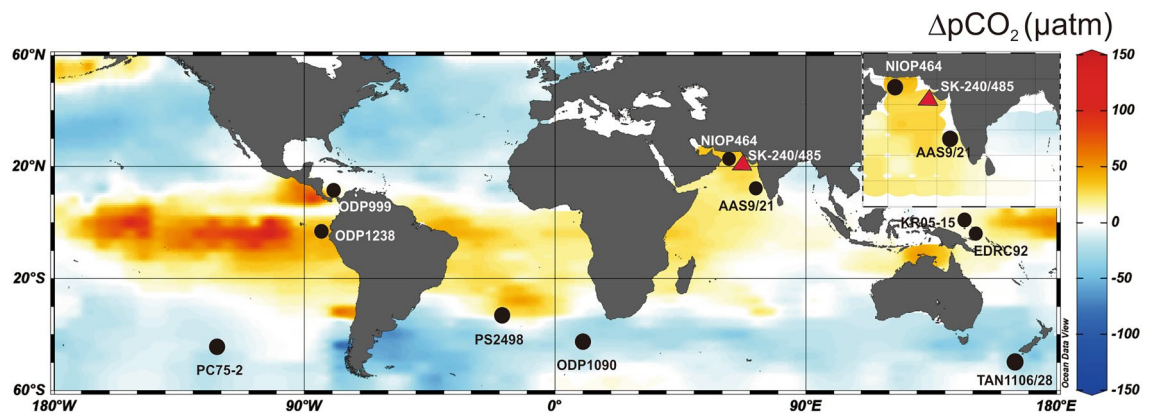 ΔpCO₂ (µatm)
60°N
20°N
20°S
60°S
180°W
90°W
0°
90°E
180°E
150
100
50
0
-50
-100
-150
NIOP464
SK-240/485
AAS9/21
NIOP464
SK-240/485
AAS9/21
ODP999
ODP1238
KR05-15
EDRC92
PS2498
ODP1090
PC75-2
TAN1106/28
Ocean Data View